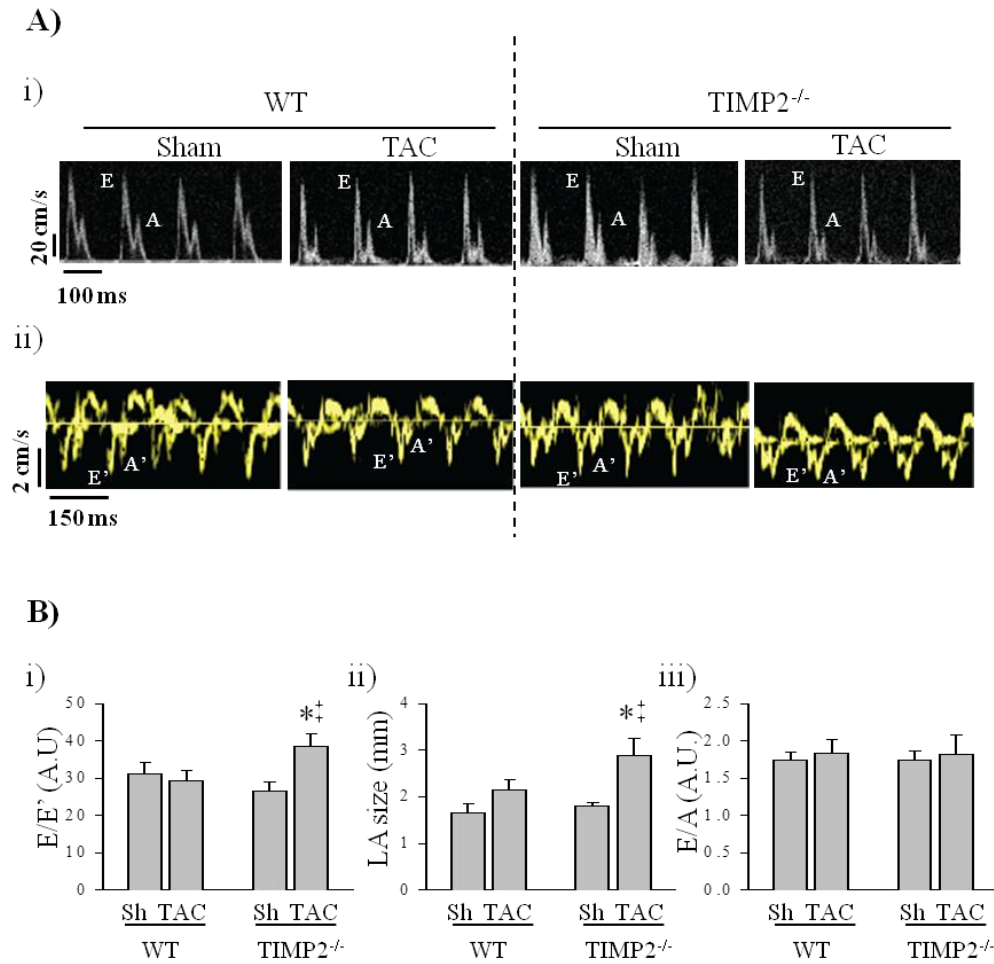 A)
i)
WT TIMP2-/-
Sham TAC Sham TAC
E A E A E A E A
20 cm/s
100 ms
ii)
E' A' E' A' E' A' E' A'
2 cm/s
150 ms
B)
i)
E/E' (A.U)
50
40
30
20
10
0
*‡
Sh TAC Sh TAC
WT TIMP2-/-
ii)
LA size (mm)
4
3
2
1
0
*‡
Sh TAC Sh TAC
WT TIMP2-/-
iii)
E/A (A.U.)
2.5
2.0
1.5
1.0
0.5
0.0
Sh TAC Sh TAC
WT TIMP2-/-